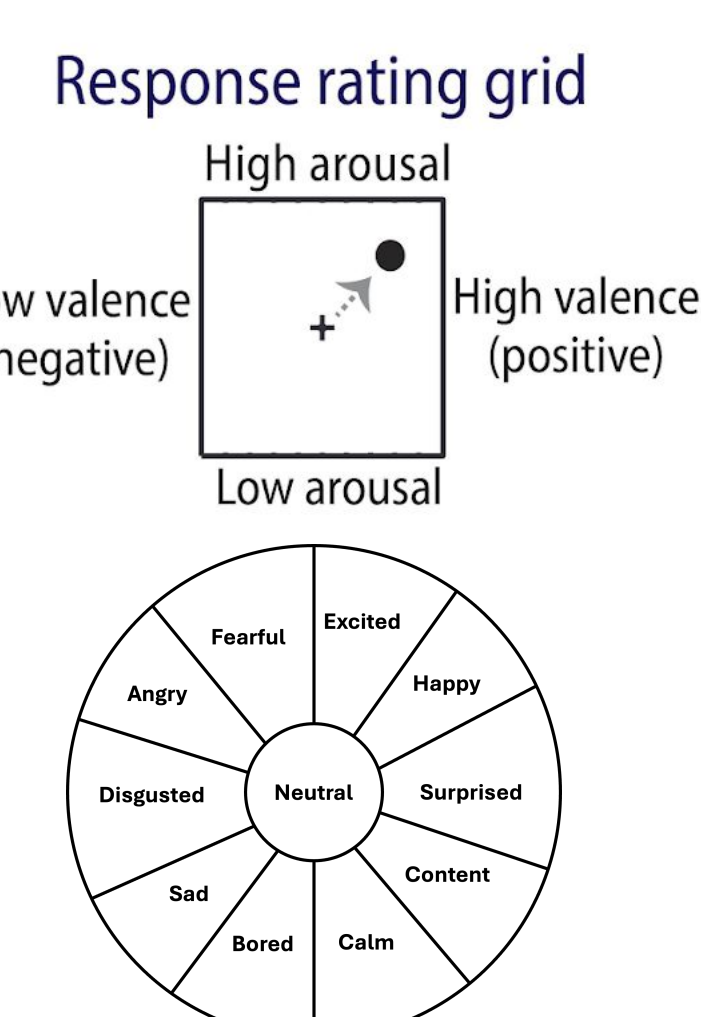 Response rating grid
High arousal
w valence
High valence
negative)
(positive)
Low arousal
Excited
Fearful
Happy
Angry
Neutral
Surprised
Disgusted
Content
Sad
Bored
Calm